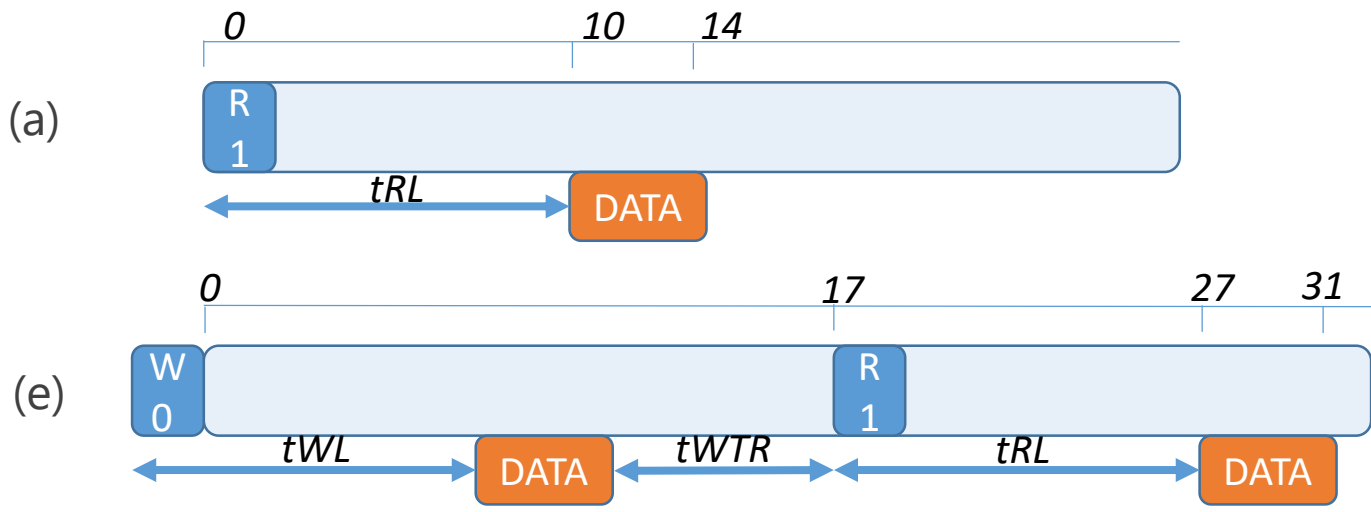 0 10 14
(a)
R
1
tRL
DATA
0 17 27 31
(e)
W
0
R
1
tWL
DATA
tWTR
tRL
DATA